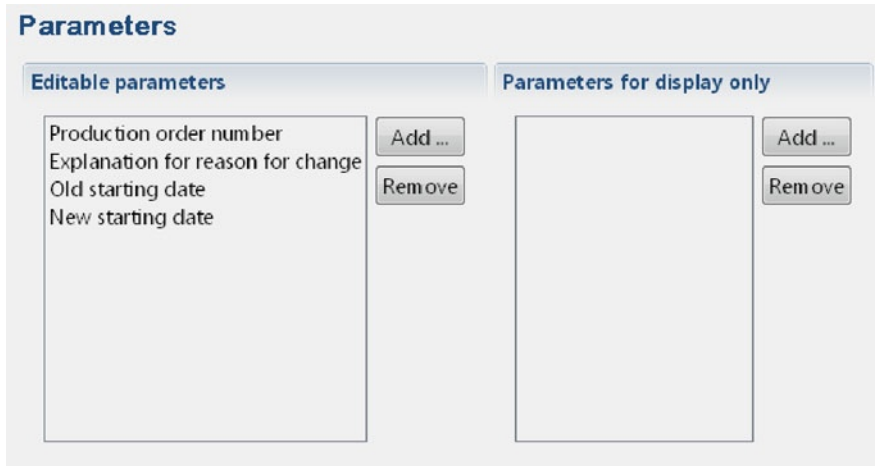 Parameters
Editable parameters
Production order number
Explanation for reason for change
Old starting date
New starting date
Add ...
Remove
Parameters for display only
Add ...
Remove